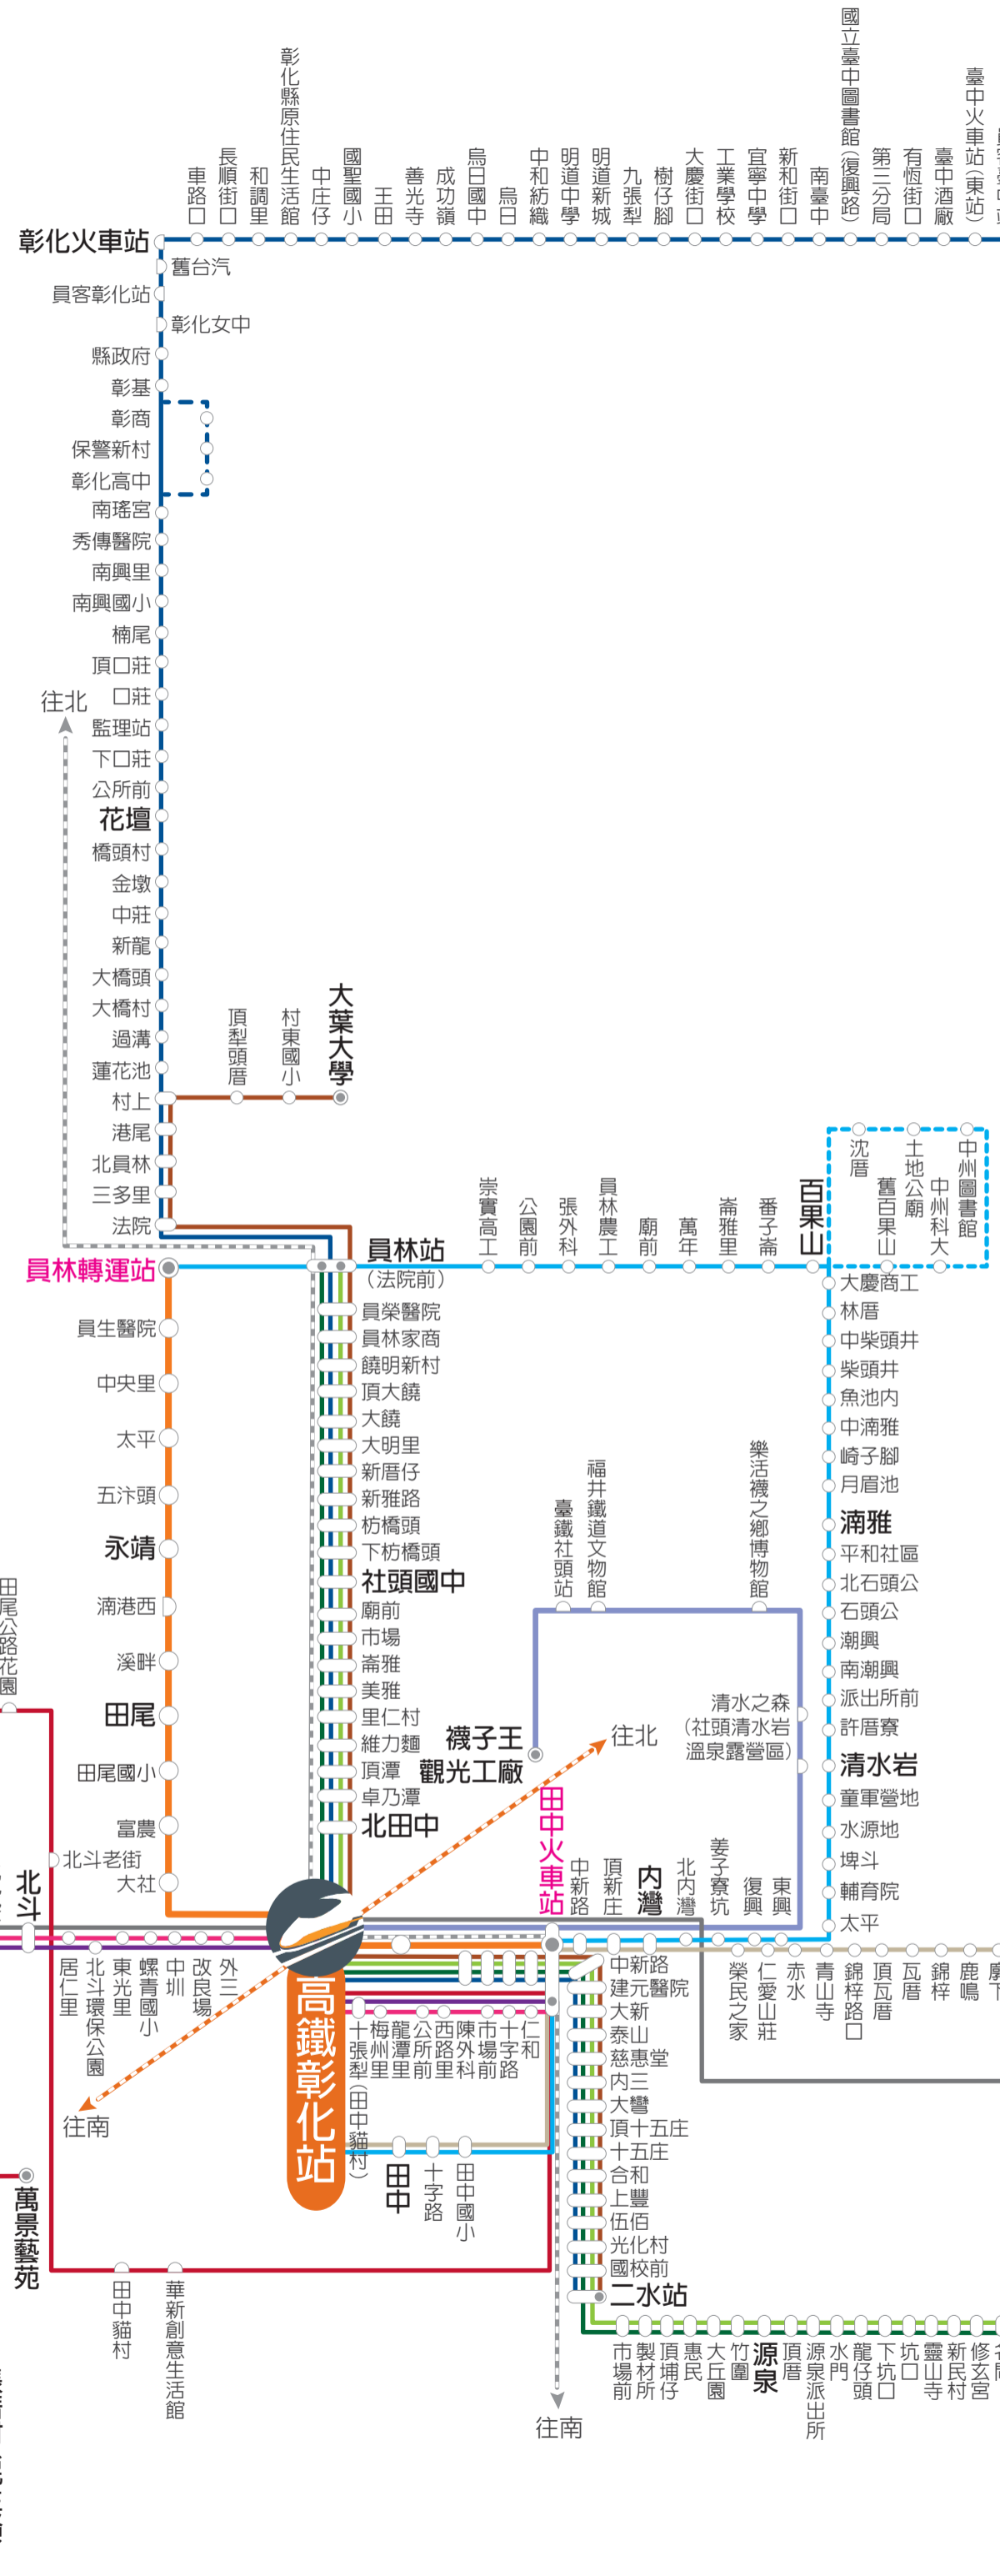 國立臺中圖書館(復興路)
臺中火車站(東站)
彰化縣原住民生活館
車路口
長順街口
和調里
中庄仔
國聖國小
王田
善光寺
成功嶺
烏日國中
烏日
中和紡織
明道中學
明道新城
九張犁
樹仔腳
大慶街口
工業學校
宜寧中學
新和街口
南臺中
第三分局
有恆街口
臺中酒廠
彰化火車站
舊台汽
員客彰化站
彰化女中
縣政府
彰基
彰商
保警新村
彰化高中
南瑤宮
秀傳醫院
南興里
南興國小
楠尾
頂口莊
口莊
往北
監理站
下口莊
公所前
花壇
橋頭村
金墩
中莊
新龍
大橋頭
大橋村
過溝
蓮花池
村上
港尾
北員林
三多里
法院
頂犁頭厝
村東國小
大葉大學
員林轉運站
員林站
(法院前)
崇實高工
公園前
張外科
員林農工
廟前
萬年
崙雅里
番子崙
百果山
沈厝
舊百果山
土地公廟
中州科大
中州圖書館
員生醫院
中央里
太平
五汴頭
永靖
湳港西
溪畔
田尾
田尾國小
富農
大社
員榮醫院
員林家商
饒明新村
頂大饒
大饒
大明里
新厝仔
新雅路
枋橋頭
下枋橋頭
社頭國中
廟前
市場
崙雅
美雅
里仁村
維力麵
頂潭
卓乃潭
北田中
大慶商工
林厝
中柴頭井
柴頭井
魚池內
中湳雅
崎子腳
月眉池
湳雅
平和社區
北石頭公
石頭公
潮興
南潮興
派出所前
許厝寮
清水岩
童軍營地
水源地
埤斗
輔育院
太平
臺鐵社頭站
福井鐵道文物館
樂活襪之鄉博物館
清水之森
(社頭清水岩
溫泉露營區)
襪子王
觀光工廠
往北
田尾公路花園
北斗老街
北斗
田中火車站
中新路
頂新庄
內灣
北內灣
姜子寮坑
復興
東興
居仁里
北斗環保公園
東光里
螺青國小
中圳
改良場
外三
高鐵彰化站
往南
十張犁(田中貓村)
梅州里
龍潭里
公所前
西路里
陳外科
市場前
十字路
仁和
中新路
建元醫院
大新
泰山
慈惠堂
內三
大彎
頂十五庄
十五庄
合和
上豐
伍佰
光化村
國校前
二水站
榮民之家
仁愛山莊
赤水
青山寺
錦梓路口
頂瓦厝
瓦厝
錦梓
鹿鳴
田中
十字路
田中國小
萬景藝苑
田中貓村
華新創意生活館
往南
市場前
製材所
頂埔仔
惠民
大丘園
竹圍
源泉
頂厝
源泉派出所
水門
龍仔頭
下坑口
坑口
靈山寺
新民村
修玄宮